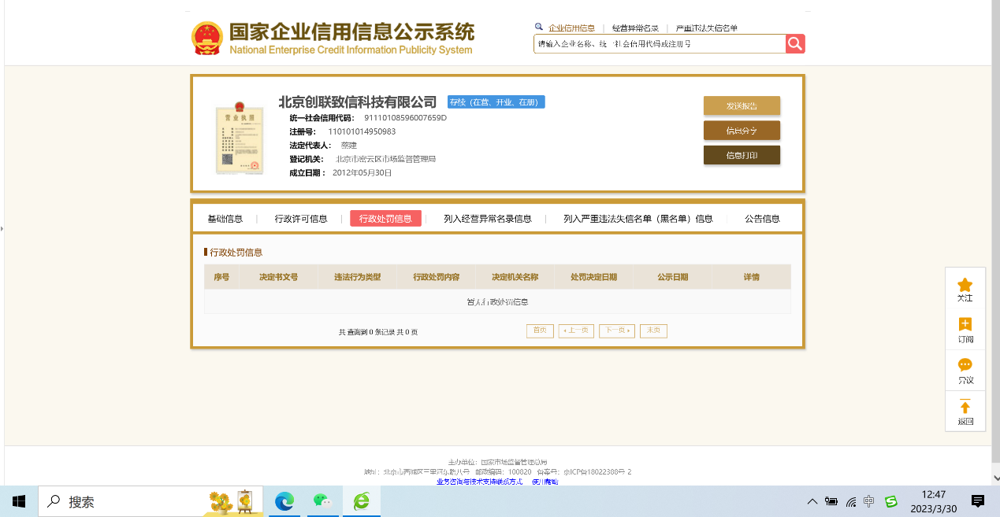 国家企业信用信息公示系统
National Enterprise Credit Information Publicity System
企业信用信息 | 经营异常名录 | 严重违法失信名单
请输入企业名称、统一社会信用代码或注册号
北京创联致信科技有限公司 存续（在营、开业、在册）
统一社会信用代码： 91110108596007659D
注册号： 110101014950983
法定代表人： 蔡建
登记机关： 北京市密云区市场监督管理局
成立日期： 2012年05月30日
发送报告
信息分享
信息打印
营业执照
基础信息 | 行政许可信息 | 行政处罚信息 | 列入经营异常名录信息 | 列入严重违法失信名单（黑名单）信息 | 公告信息
行政处罚信息
序号 决定书文号 违法行为类型 行政处罚内容 决定机关名称 处罚决定日期 公示日期 详情
暂无行政处罚信息
共 查询到 0 条记录 共 0 页 首页 上一页 下一页 末页
关注
订阅
异议
返回
主办单位：国家市场监督管理总局
地址：北京市西城区三里河东路八号 邮政编码：100820 备案号：京ICP备18022388号-2
业务咨询与技术支持联系方式 使用帮助
搜索
中
12:47
2023/3/30